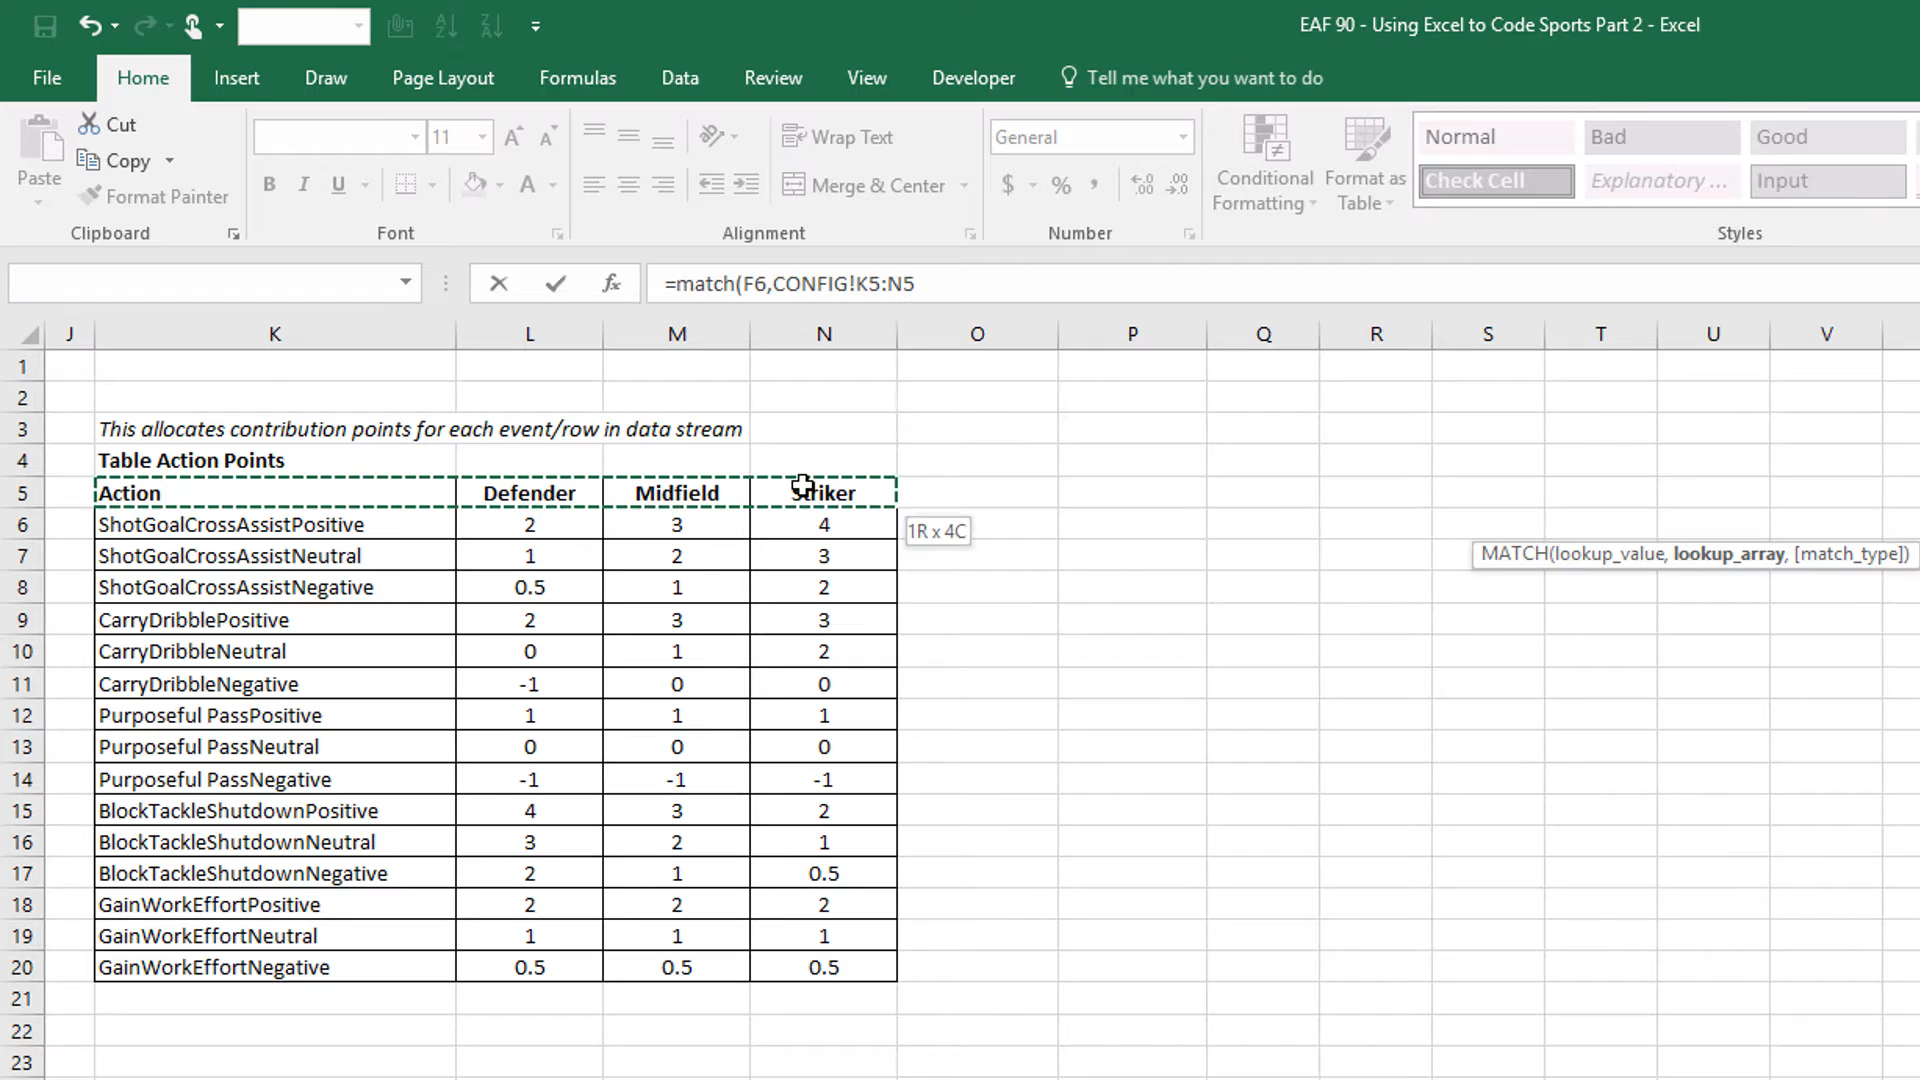 EAF 90 - Using Excel to Code Sports Part 2 - Excel
File Home Insert Draw Page Layout Formulas Data Review View Developer Tell me what you want to do
Paste
Cut
Copy
Format Painter
Clipboard
11
B I U A
Font
Wrap Text
Merge & Center
Alignment
General
$ % ,
Number
Conditional Formatting
Format as Table
Normal Bad Good
Check Cell Explanatory ... Input
Styles
fx =match(F6,CONFIG!K5:N5
J K L M N O P Q R S T U V
1
2
3 This allocates contribution points for each event/row in data stream
4 Table Action Points
5 Action Defender Midfield Striker
6 ShotGoalCrossAssistPositive 2 3 4
1R x 4C
7 ShotGoalCrossAssistNeutral 1 2 3
MATCH(lookup_value, lookup_array, [match_type])
8 ShotGoalCrossAssistNegative 0.5 1 2
9 CarryDribblePositive 2 3 3
10 CarryDribbleNeutral 0 1 2
11 CarryDribbleNegative -1 0 0
12 Purposeful PassPositive 1 1 1
13 Purposeful PassNeutral 0 0 0
14 Purposeful PassNegative -1 -1 -1
15 BlockTackleShutdownPositive 4 3 2
16 BlockTackleShutdownNeutral 3 2 1
17 BlockTackleShutdownNegative 2 1 0.5
18 GainWorkEffortPositive 2 2 2
19 GainWorkEffortNeutral 1 1 1
20 GainWorkEffortNegative 0.5 0.5 0.5
21
22
23